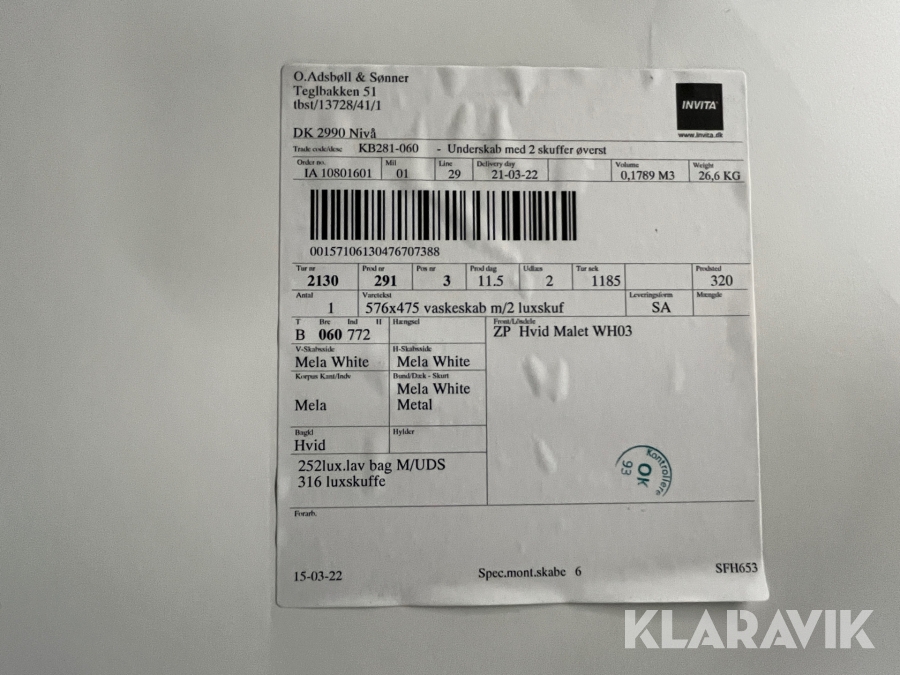 O.Adsbøll & Sønner
Teglbakken 51
tbst/13728/41/1
INVITA
www.invita.dk
DK 2990 Nivå
Trade code/desc KB281-060 - Underskab med 2 skuffer øverst
Order no. Mil Line Delivery day Volume Weight
IA 10801601 01 29 21-03-22 0,1789 M3 26,6 KG
00157106130476707388
Tur nr Prod nr Pos nr Prod dag Udlæs Tur sek Prodsted
2130 291 3 11.5 2 1185 320
Antal Varetekst Leveringsform Mængde
1 576x475 vaskeskab m/2 luxskuf SA
T Bre Ind H Hængsel Front/Löndele
B 060 772 ZP Hvid Malet WH03
V-Skabsside H-Skabsside
Mela White Mela White
Korpus Kant/Indv Bund/Dæk - Skurt
Mela White
Mela Metal
Bagkl Hylder
Hvid
252lux.lav bag M/UDS
316 luxskuffe
Kontrollere
OK
93
Forarb.
15-03-22 Spec.mont.skabe 6 SFH653
KLARAVIK